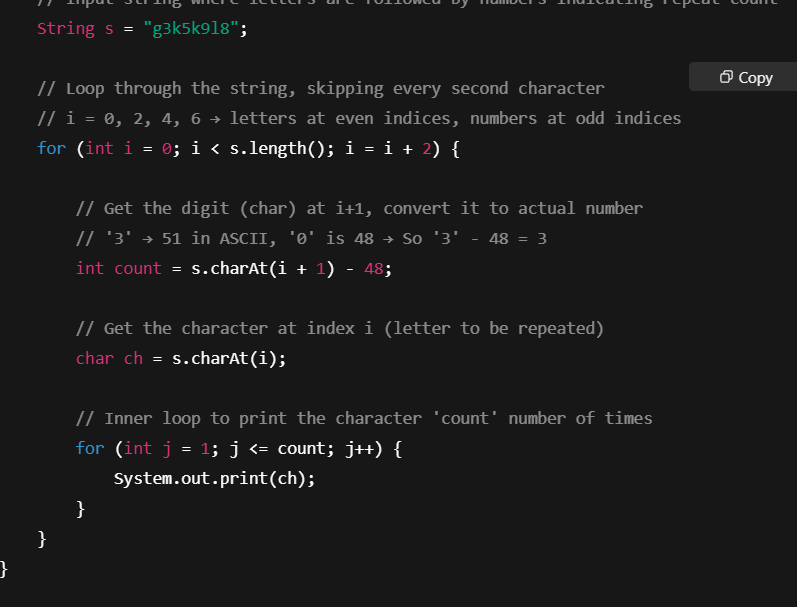 // Input string where letters are followed by numbers indicating repeat count
String s = "g3k5k9l8";
// Loop through the string, skipping every second character
Copy
// i = 0, 2, 4, 6 → letters at even indices, numbers at odd indices
for (int i = 0; i < s.length(); i = i + 2) {
// Get the digit (char) at i+1, convert it to actual number
// '3' → 51 in ASCII, '0' is 48 → So '3' - 48 = 3
int count = s.charAt(i + 1) - 48;
// Get the character at index i (letter to be repeated)
char ch = s.charAt(i);
// Inner loop to print the character 'count' number of times
for (int j = 1; j <= count; j++) {
System.out.print(ch);
}
}
}